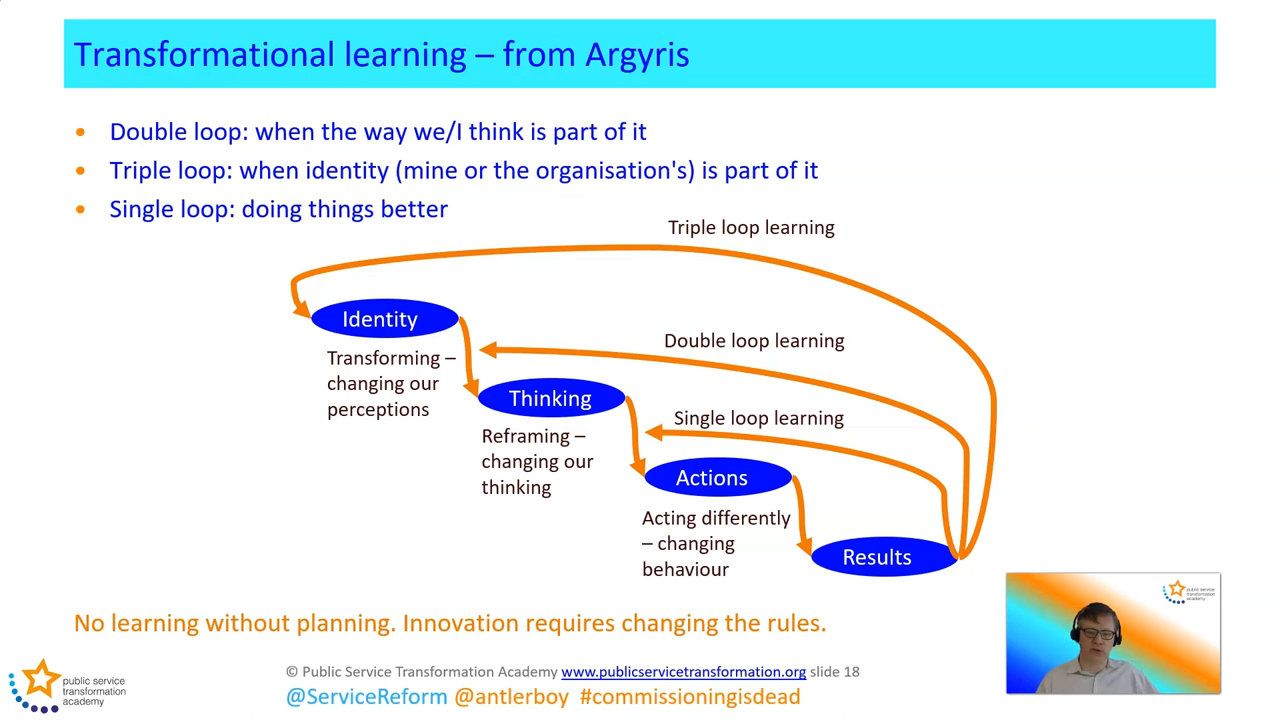 Transformational learning – from Argyris
• Double loop: when the way we/I think is part of it
• Triple loop: when identity (mine or the organisation's) is part of it
• Single loop: doing things better
Triple loop learning
Identity
Transforming –
changing our
perceptions
Double loop learning
Thinking
Reframing –
changing our
thinking
Single loop learning
Actions
Acting differently
– changing
behaviour
Results
public service
transformation
academy
No learning without planning. Innovation requires changing the rules.
public service
transformation
academy
© Public Service Transformation Academy www.publicservicetransformation.org slide 18
@ServiceReform @antlerboy #commissioningisdead